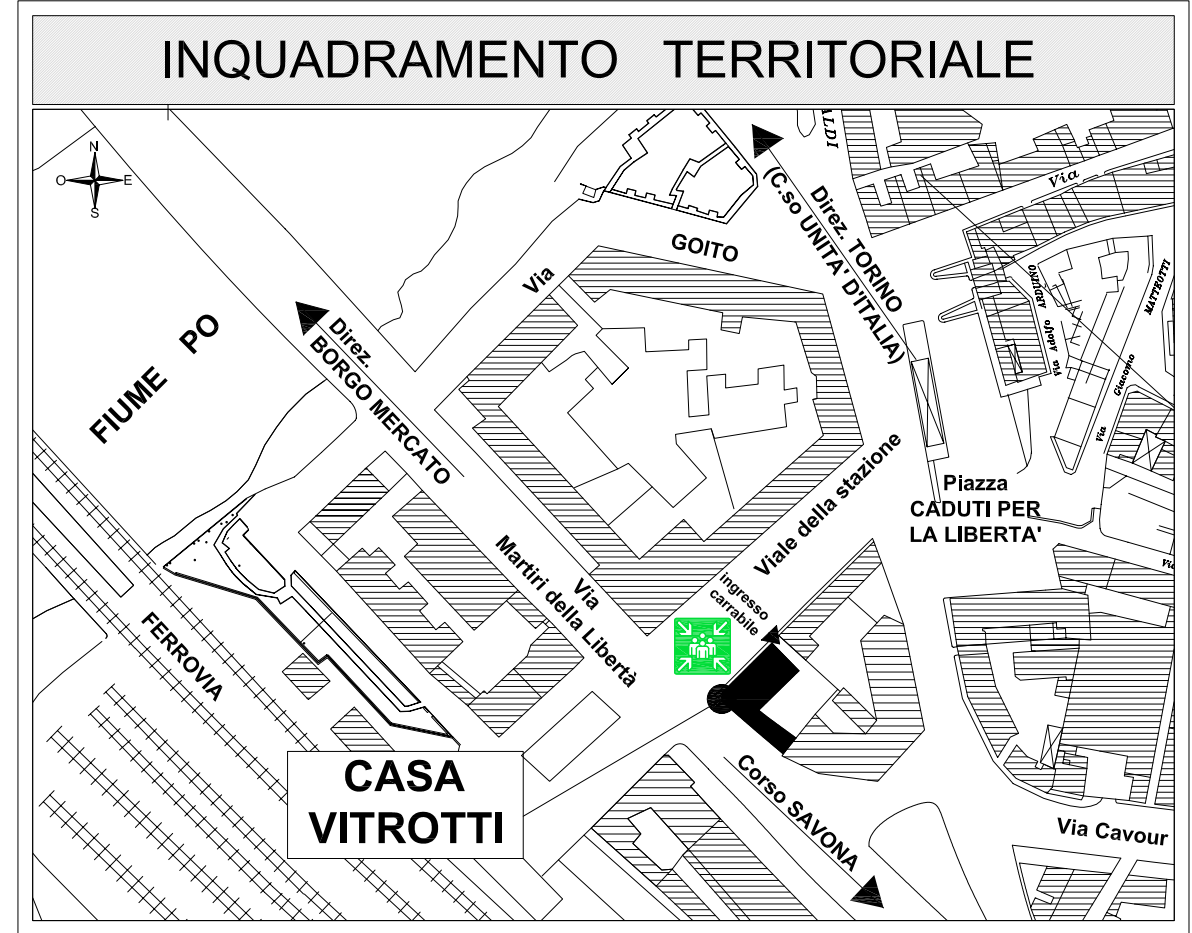 INQUADRAMENTO TERRITORIALE
N
O
E
S
ALDI
Direz. TORINO
(C.so UNITA' D'ITALIA)
Via
GOITO
Via
FIUME PO
Direz.
BORGO MERCATO
Via Adolfo ARDUINO
Via Giacomo MATTEOTTI
Viale della stazione
Piazza
CADUTI PER
LA LIBERTA'
Via
Martiri della Libertà
ingresso
carrabile
Via
FERROVIA
CASA
VITROTTI
Corso SAVONA
Via Cavour